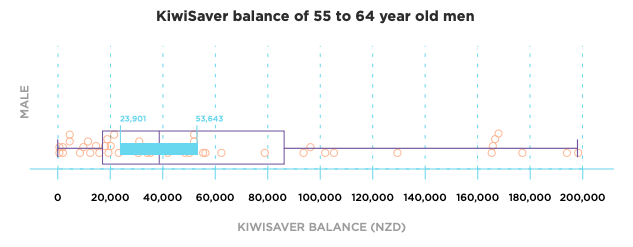 KiwiSaver balance of 55 to 64 year old men
MALE
23,901 53,643
0 20,000 40,000 60,000 80,000 100,000 120,000 140,000 160,000 180,000 200,000
KIWISAVER BALANCE (NZD)